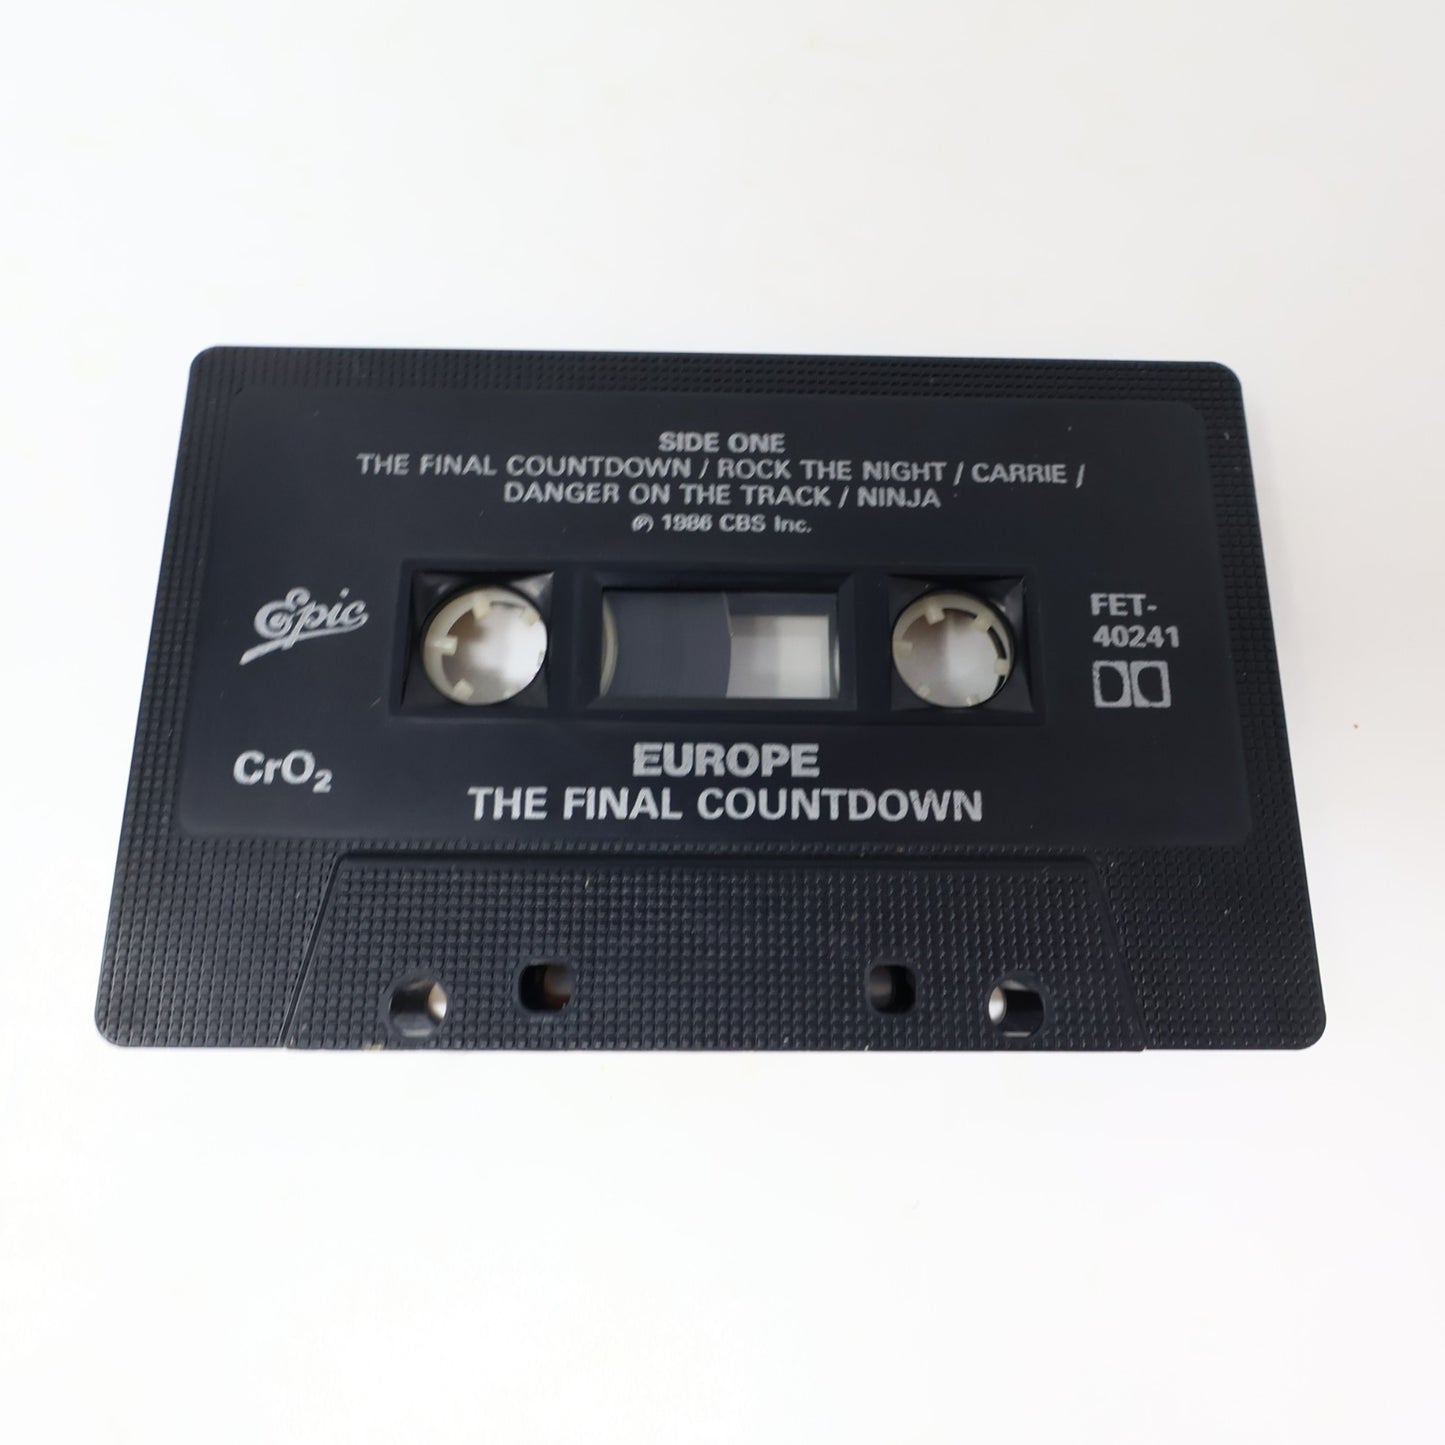 SIDE ONE
THE FINAL COUNTDOWN / ROCK THE NIGHT / CARRIE /
DANGER ON THE TRACK / NINJA
℗ 1986 CBS Inc.
Epic
FET-
40241
CrO₂
EUROPE
THE FINAL COUNTDOWN